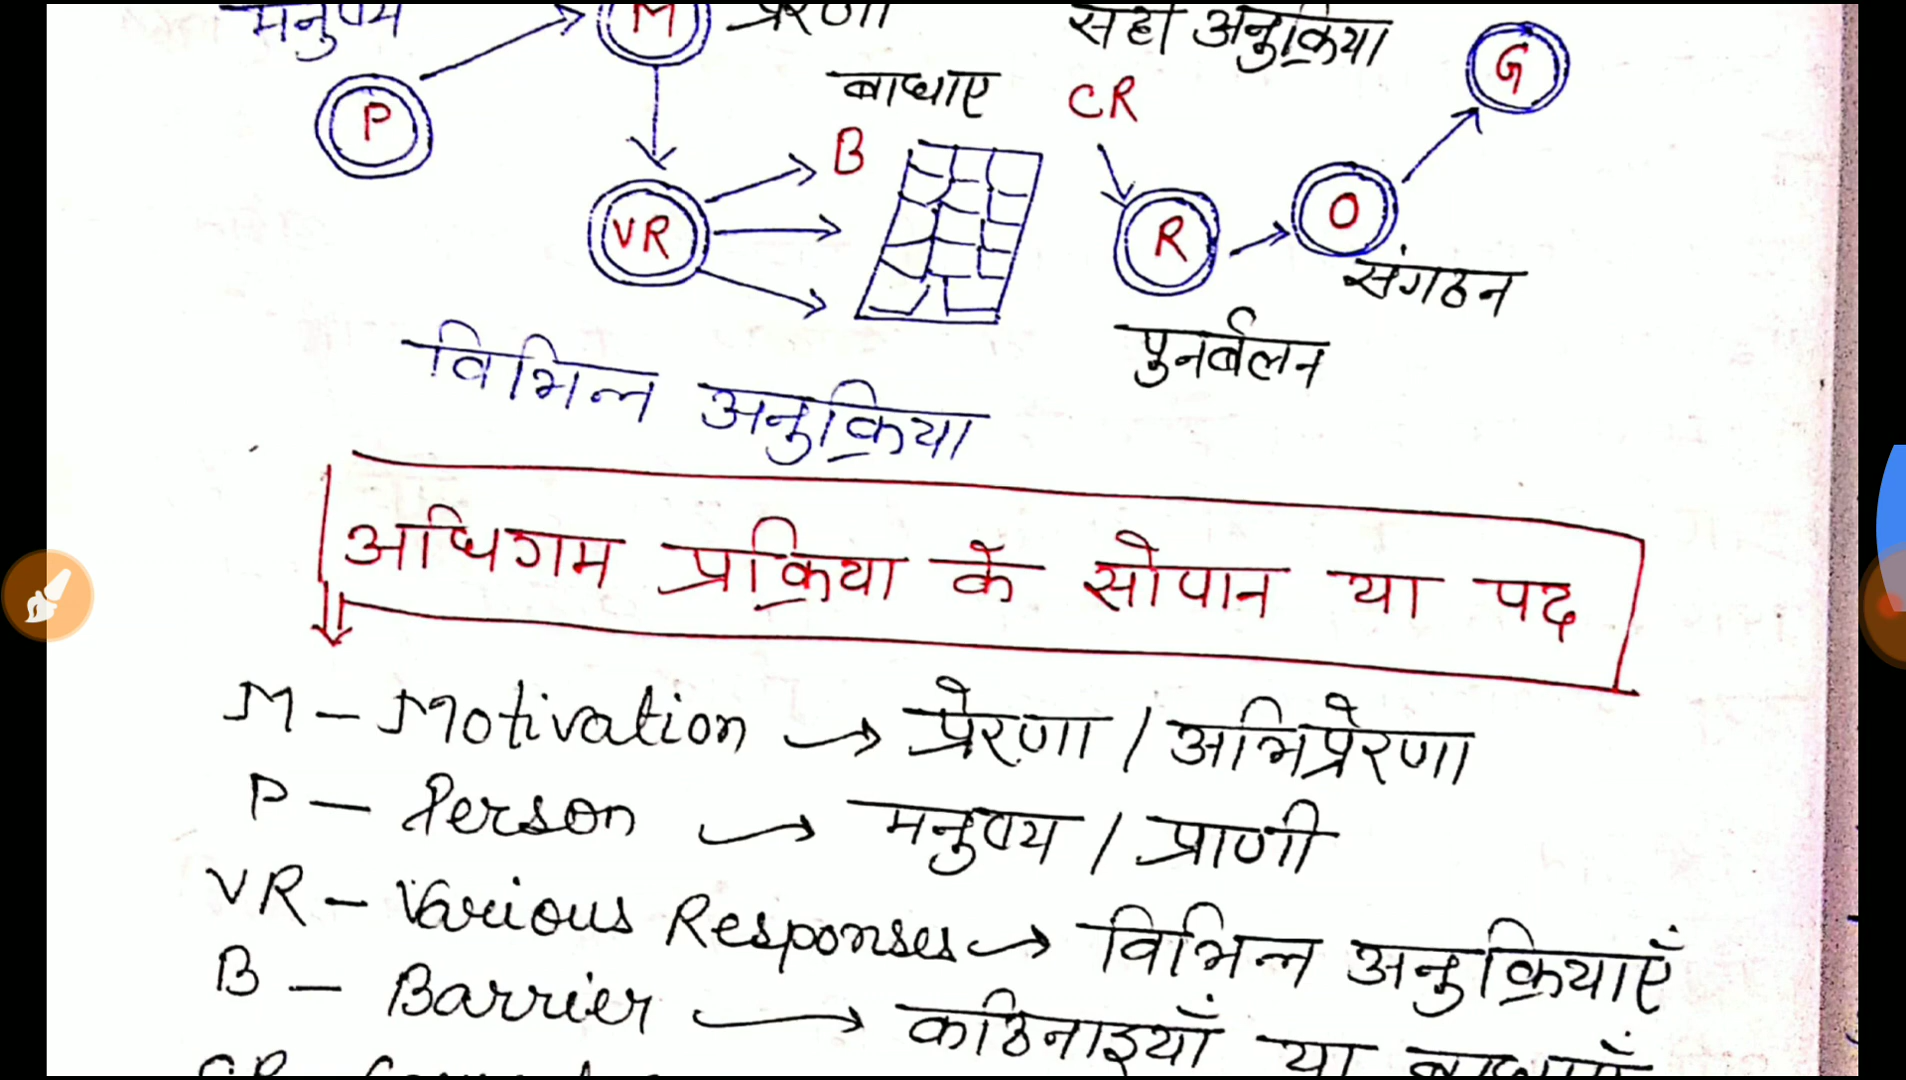 मनुष्य M प्रेरणा सही अनुक्रिया G
P बाधाए CR
B
VR R O
संगठन
पुनर्बलन
विभिन्न अनुक्रिया
अधिगम प्रक्रिया के सोपान या पद
M - Motivation → प्रेरणा / अभिप्रेरणा
P - Person → मनुष्य / प्राणी
VR - Various Responses → विभिन्न अनुक्रियाएँ
B - Barrier → कठिनाइयाँ या बाधाएँ